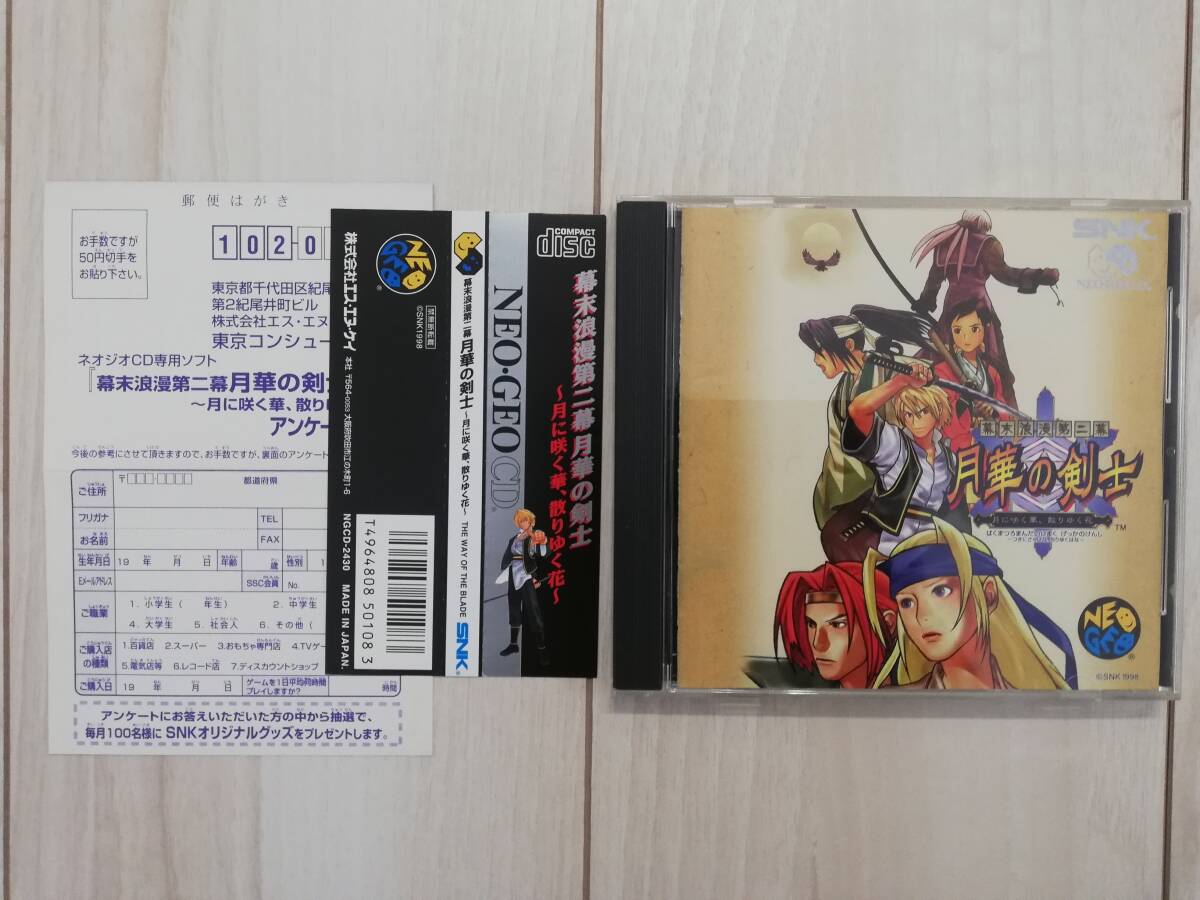 郵便はがき
お手数ですが
50円切手を
お貼り下さい。
102-0
東京都千代田区紀尾
第2紀尾井町ビル
株式会社エス・エヌ
東京コンシュー
ネオジオCD専用ソフト
『幕末浪漫第二幕月華の剣士
～月に咲く華、散りゆ
アンケー
今後の参考にさせて頂きますので、お手数ですが、裏面のアンケート
ご住所
〒
都道府県
フリガナ
お名前
TEL
FAX
生年月日
19 年 月 日
年齢
歳
性別
1
Eメールアドレス
SSC会員
No.
ご職業
1. 小学生( 年生)
2. 中学生
4. 大学生
5. 社会人
6. その他(
ご購入店
の種類
1.百貨店 2.スーパー 3.おもちゃ専門店 4.TVゲー
5.電気店等 6.レコード店 7.ディスカウントショップ
ご購入日
19 年 月 日
ゲームを1日平均何時間
プレイしますか?
時間
アンケートにお答えいただいた方の中から抽選で、
毎月100名様にSNKオリジナルグッズをプレゼントします。
NEO
GEO
®
©SNK1998
株式会社エス・エヌ・ケイ
本社 〒564-0053 大阪府吹田市江の木町1-6
NGCD-2430 MADE IN JAPAN.
T4964808 501083
幕末浪漫第二幕 月華の剣士 ～月に咲く華、散りゆく花～ THE WAY OF THE BLADE
SNK
NEO・GEO CD
COMPACT
disc
幕末浪漫第二幕月華の剣士
～月に咲く華、散りゆく花～
SNK
幕末浪漫第二幕
月華の剣士
月に咲く華、散りゆく花
TM
NEO
GEO
®
©SNK 1998